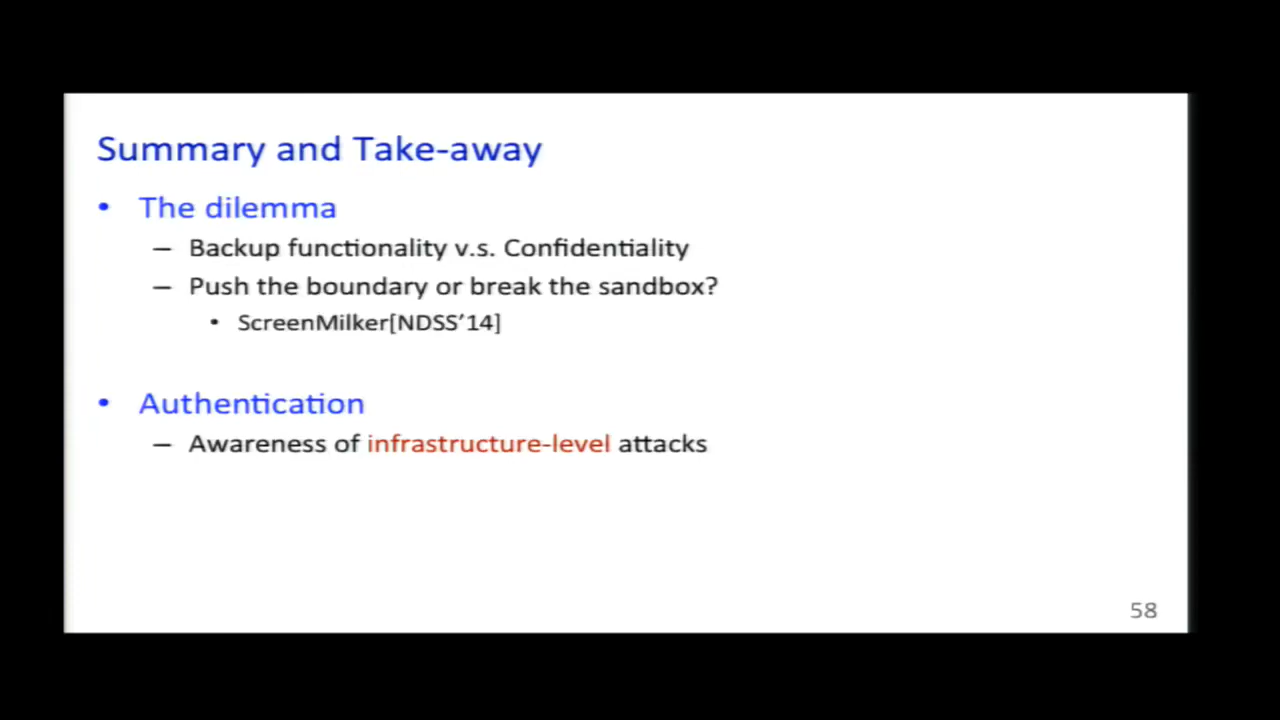 Summary and Take-away
• The dilemma
– Backup functionality v.s. Confidentiality
– Push the boundary or break the sandbox?
• ScreenMilker[NDSS’14]
• Authentication
– Awareness of infrastructure-level attacks
58